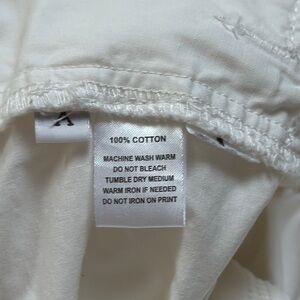 X
100% COTTON
MACHINE WASH WARM
DO NOT BLEACH
TUMBLE DRY MEDIUM
WARM IRON IF NEEDED
DO NOT IRON ON PRINT